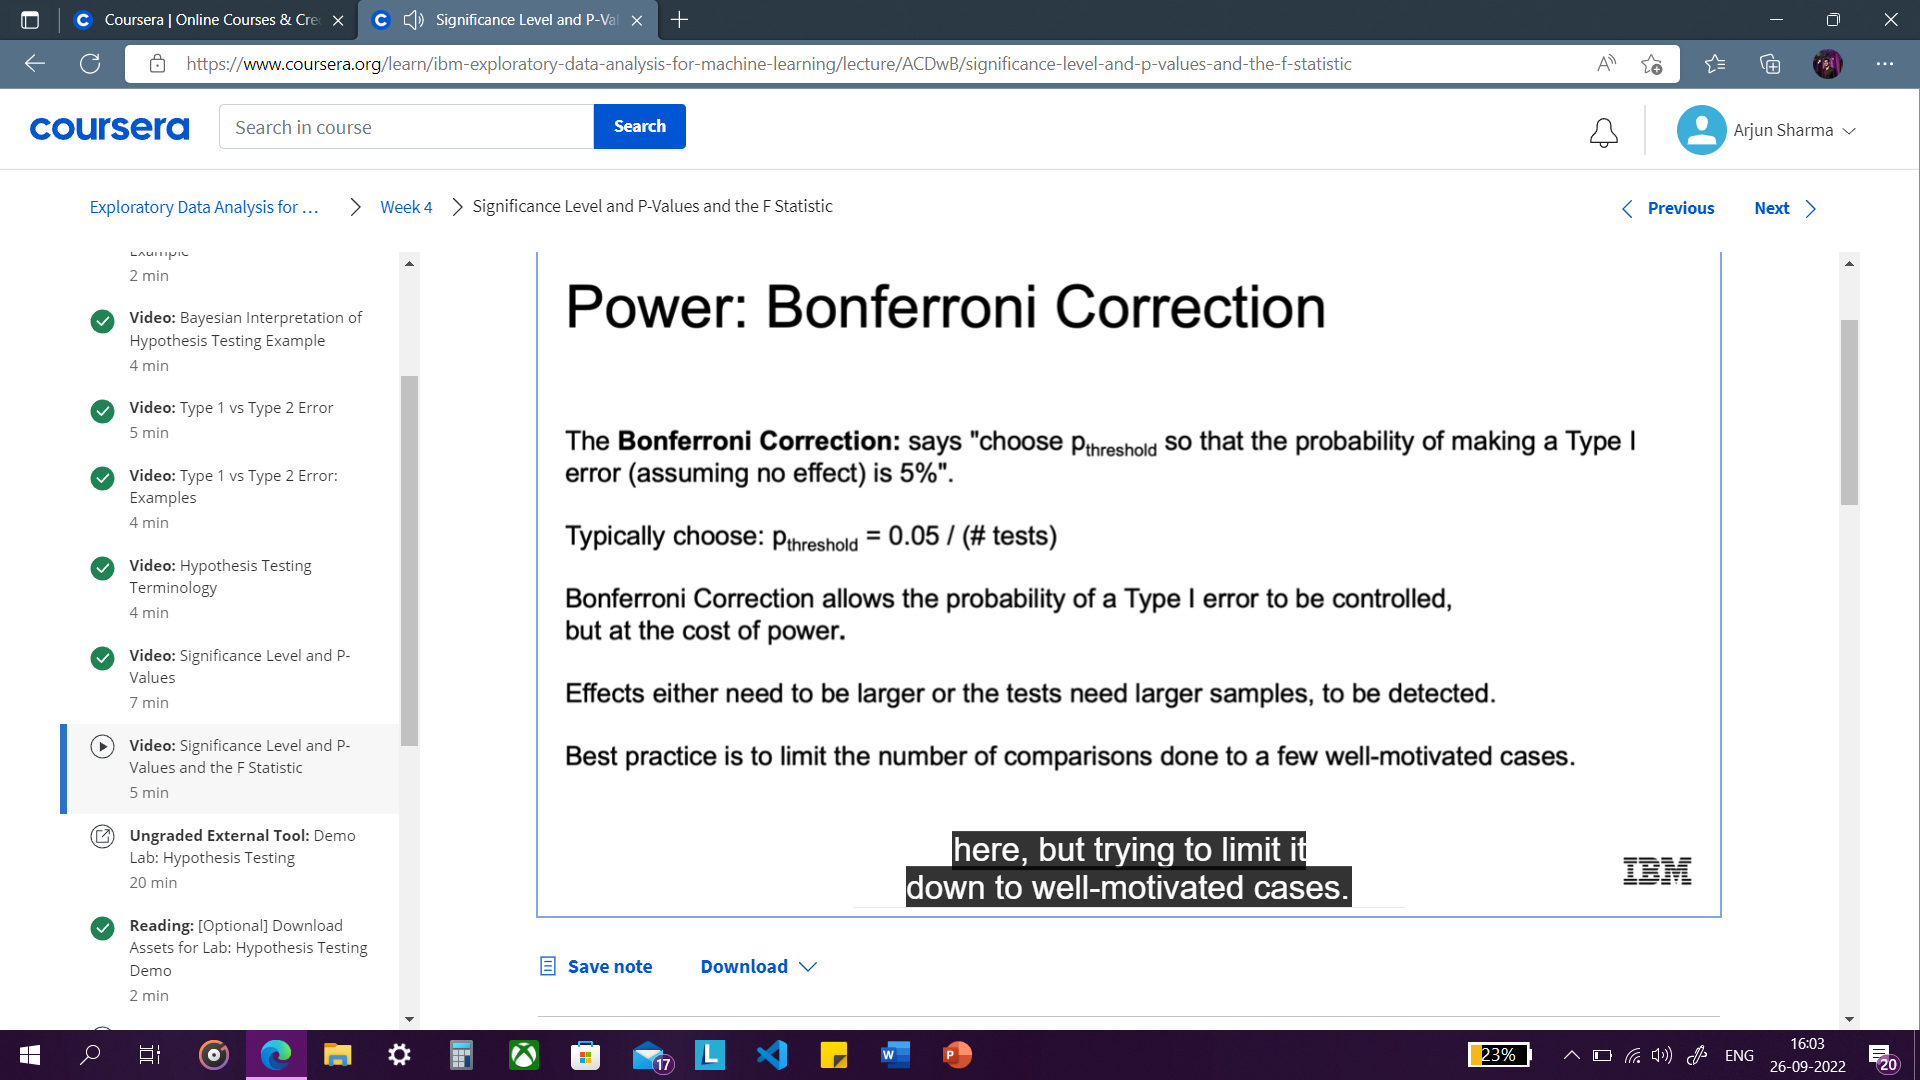 Coursera | Online Courses & Cre
Significance Level and P-Val
https://www.coursera.org/learn/ibm-exploratory-data-analysis-for-machine-learning/lecture/ACDwB/significance-level-and-p-values-and-the-f-statistic
coursera
Search in course
Search
Arjun Sharma
Exploratory Data Analysis for ...
Week 4
Significance Level and P-Values and the F Statistic
Previous
Next
Example
2 min
Video: Bayesian Interpretation of
Hypothesis Testing Example
4 min
Video: Type 1 vs Type 2 Error
5 min
Video: Type 1 vs Type 2 Error:
Examples
4 min
Video: Hypothesis Testing
Terminology
4 min
Video: Significance Level and P-
Values
7 min
Video: Significance Level and P-
Values and the F Statistic
5 min
Ungraded External Tool: Demo
Lab: Hypothesis Testing
20 min
Reading: [Optional] Download
Assets for Lab: Hypothesis Testing
Demo
2 min
Power: Bonferroni Correction
The Bonferroni Correction: says "choose pthreshold so that the probability of making a Type I
error (assuming no effect) is 5%".
Typically choose: pthreshold = 0.05 / (# tests)
Bonferroni Correction allows the probability of a Type I error to be controlled,
but at the cost of power.
Effects either need to be larger or the tests need larger samples, to be detected.
Best practice is to limit the number of comparisons done to a few well-motivated cases.
here, but trying to limit it
down to well-motivated cases.
IBM
Save note
Download
17
23%
ENG
16:03
26-09-2022
20